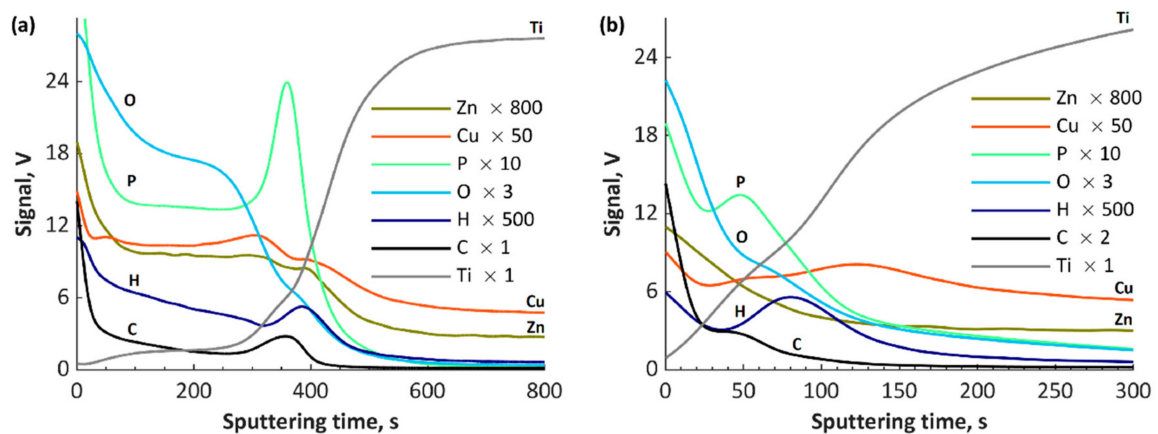 (a)
Signal, V
24
18
12
6
0
0
200
400
600
800
Sputtering time, s
O
P
H
C
Ti
Cu
Zn
Zn × 800
Cu × 50
P × 10
O × 3
H × 500
C × 1
Ti × 1
(b)
Signal, V
24
18
12
6
0
0
50
100
150
200
250
300
Sputtering time, s
P
O
H
C
Ti
Cu
Zn
Zn × 800
Cu × 50
P × 10
O × 3
H × 500
C × 2
Ti × 1